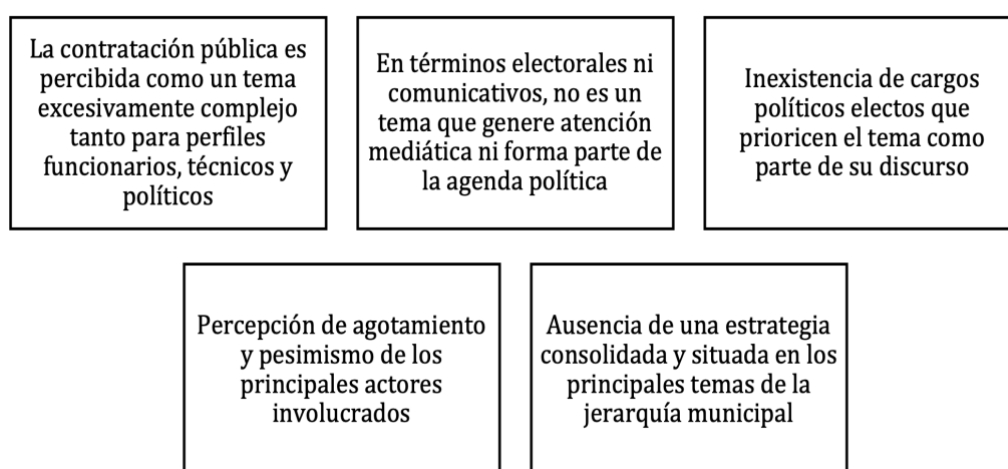 La contratación pública es
percibida como un tema
excesivamente complejo
tanto para perfiles
funcionarios, técnicos y
políticos
En términos electorales ni
comunicativos, no es un
tema que genere atención
mediática ni forma parte de
la agenda política
Inexistencia de cargos
políticos electos que
prioricen el tema como
parte de su discurso
Percepción de agotamiento
y pesimismo de los
principales actores
involucrados
Ausencia de una estrategia
consolidada y situada en los
principales temas de la
jerarquía municipal